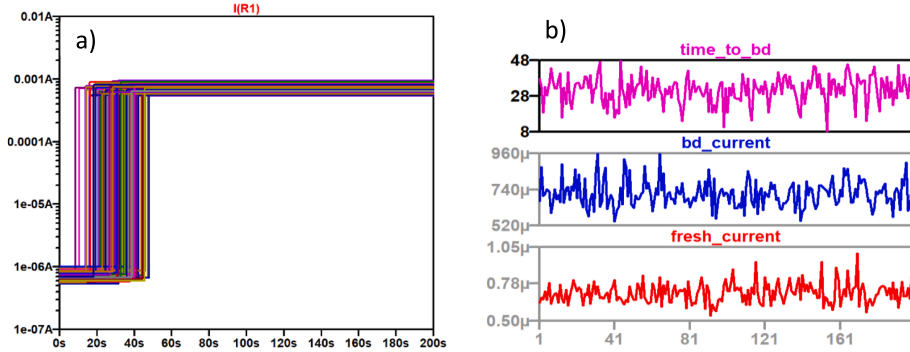 I(R1)
a)
0.01A
0.001A
0.0001A
1e-05A
1e-06A
1e-07A
0s 20s 40s 60s 80s 100s 120s 140s 160s 180s 200s
b)
time_to_bd
48
28
8
bd_current
960µ
740µ
520µ
fresh_current
1.05µ
0.78µ
0.50µ
1 41 81 121 161